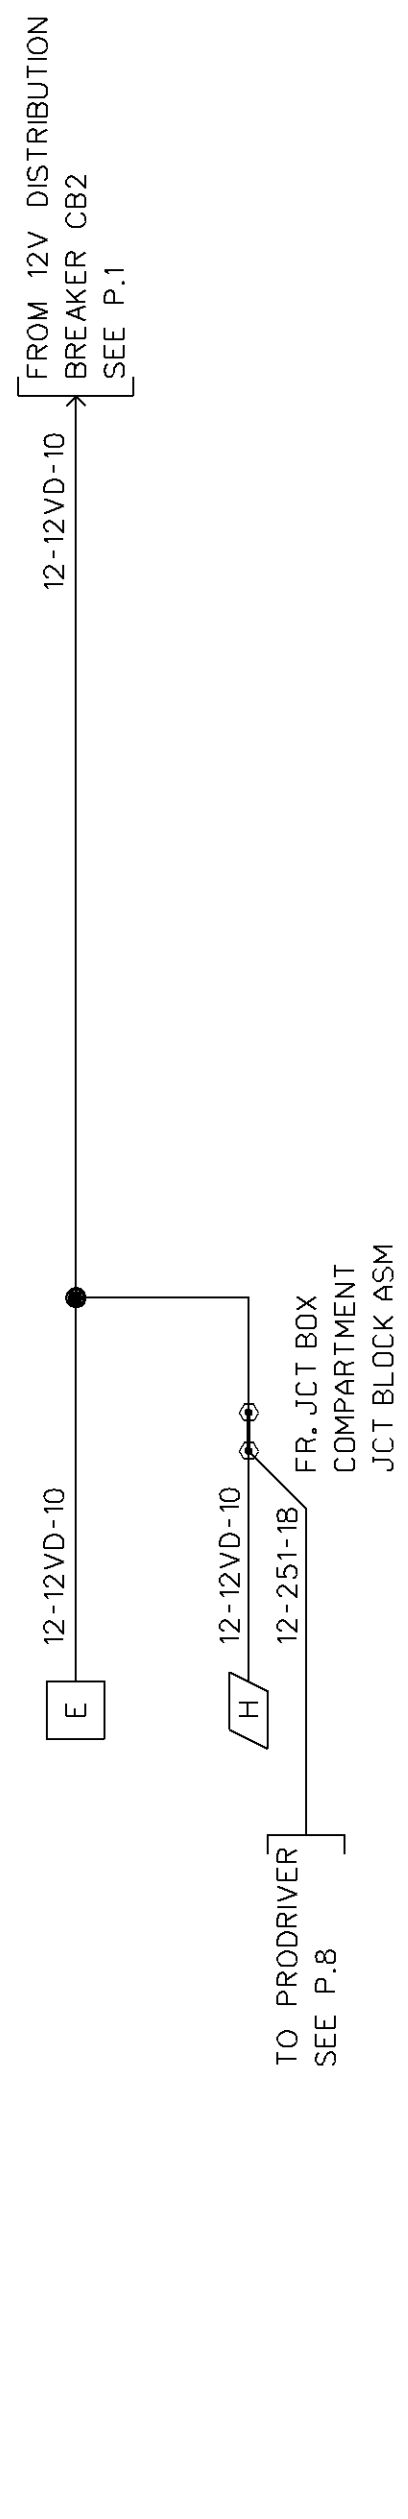 FROM 12V DISTRIBUTION
BREAKER CB2
SEE P.1
12-12VD-10
12-12VD-10
E
12-12VD-10
H
12-251-18
FR. JCT BOX
COMPARTMENT
JCT BLOCK ASM
TO PRODRIVER
SEE P.8